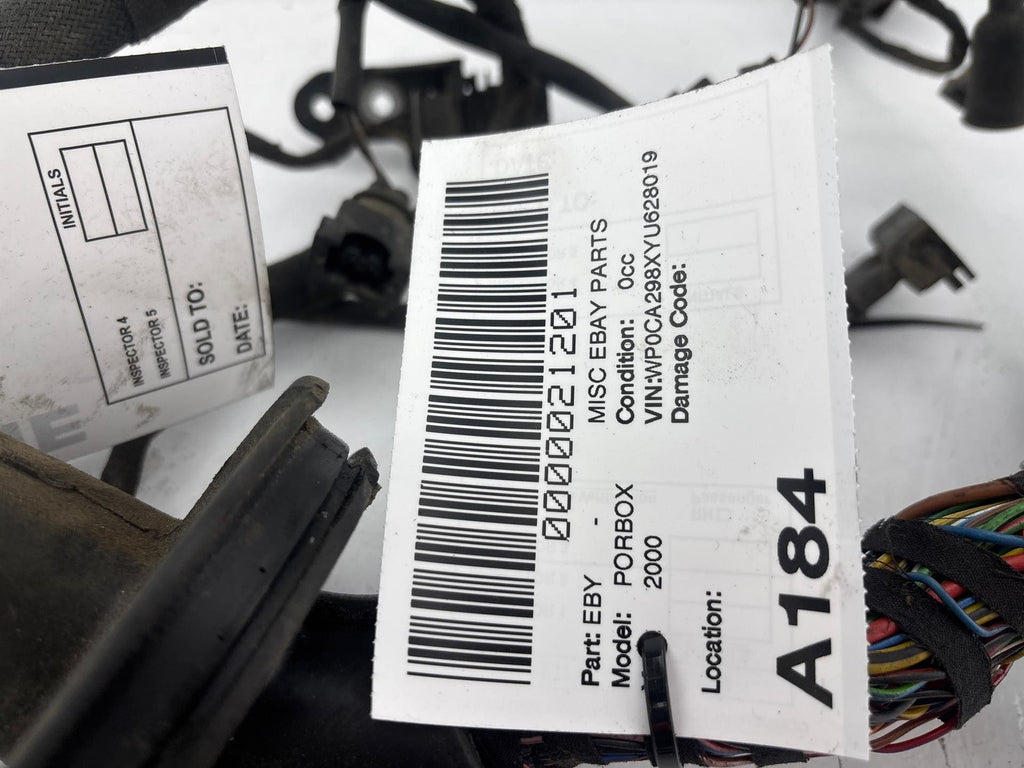 INITIALS
INSPECTOR 4
INSPECTOR 5
SOLD TO:
DATE:
0000021201
Part: EBY - MISC EBAY PARTS
Model: PORBOX Condition: 0cc
2000 VIN:WP0CA298XYU628019
Damage Code:
Location:
A184